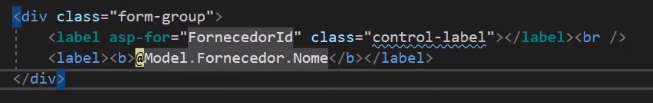 <div class="form-group">
<label asp-for="FornecedorId" class="control-label"></label><br />
<label><b>@Model.Fornecedor.Nome</b></label>
</div>